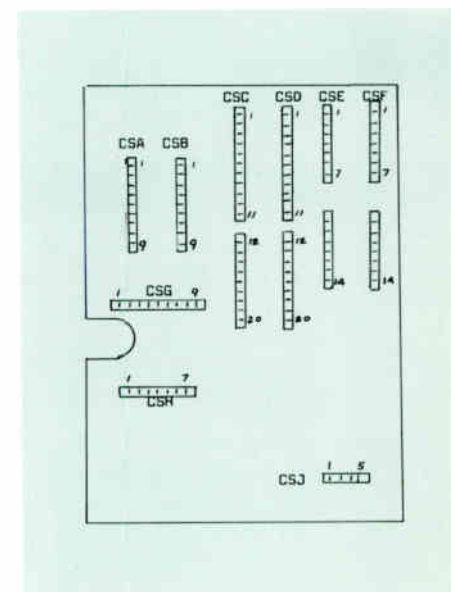 CSC CSD CSE CSF
1 1 1 1
CSA CSB
1 1
7 7
11 11
9 9
12 12
14 14
CSG
1 9
20 20
1 7
CSH
CSJ
1 5